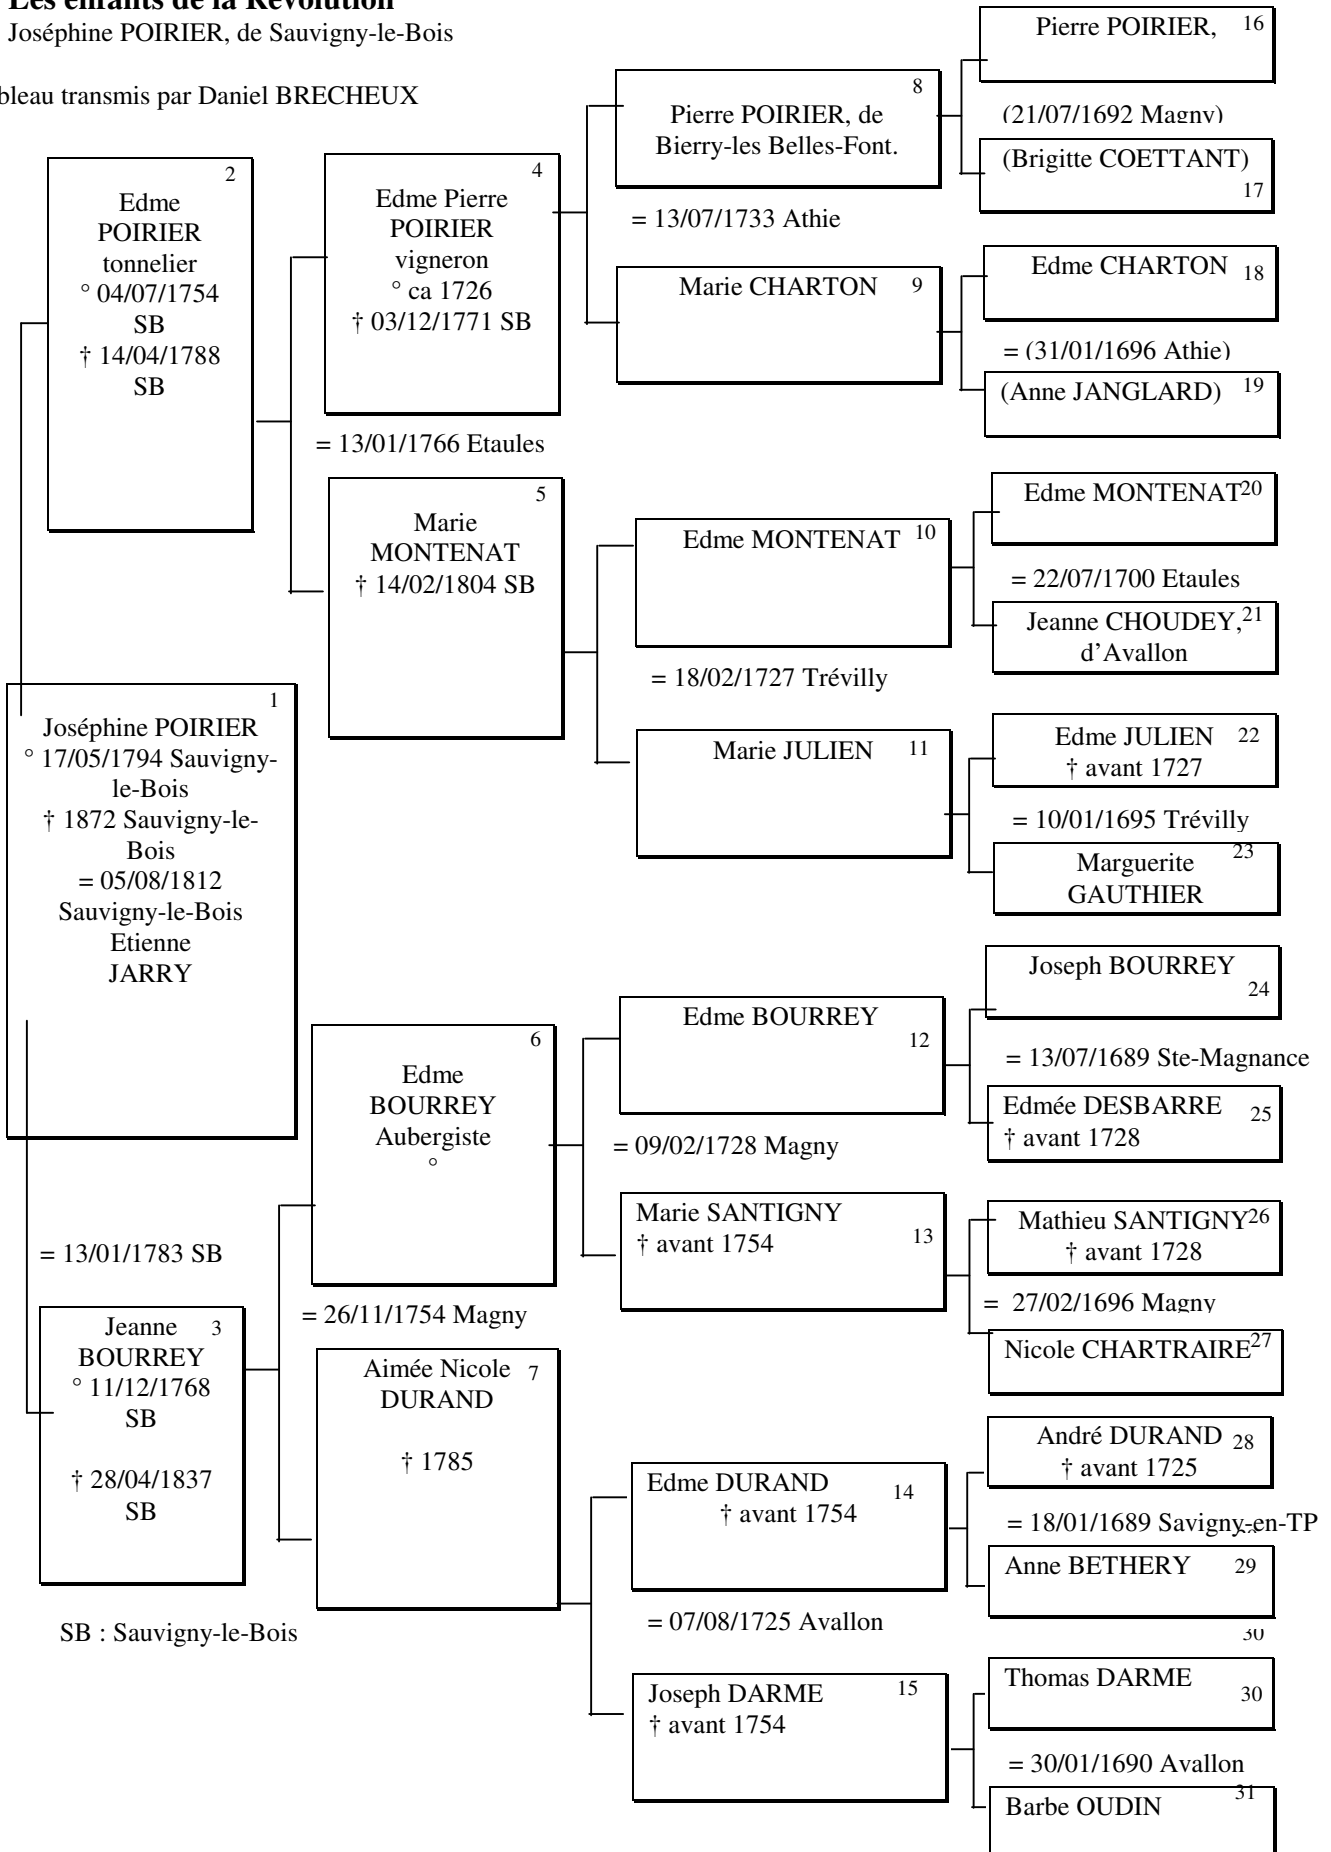 Les enfants de la Révolution
Joséphine POIRIER, de Sauvigny-le-Bois
bleau transmis par Daniel BRECHEUX
2
Edme
POIRIER
tonnelier
° 04/07/1754
SB
† 14/04/1788
SB
1
Joséphine POIRIER
° 17/05/1794 Sauvigny-
le-Bois
† 1872 Sauvigny-le-
Bois
= 05/08/1812
Sauvigny-le-Bois
Etienne
JARRY
= 13/01/1783 SB
Jeanne 3
BOURREY
° 11/12/1768
SB
† 28/04/1837
SB
SB : Sauvigny-le-Bois
4
Edme Pierre
POIRIER
vigneron
° ca 1726
† 03/12/1771 SB
= 13/01/1766 Etaules
5
Marie
MONTENAT
† 14/02/1804 SB
6
Edme
BOURREY
Aubergiste
°
= 26/11/1754 Magny
Aimée Nicole 7
DURAND
† 1785
8
Pierre POIRIER, de
Bierry-les Belles-Font.
= 13/07/1733 Athie
Marie CHARTON 9
Edme MONTENAT 10
= 18/02/1727 Trévilly
Marie JULIEN 11
Edme BOURREY
12
= 09/02/1728 Magny
Marie SANTIGNY
† avant 1754 13
Edme DURAND 14
† avant 1754
= 07/08/1725 Avallon
Joseph DARME 15
† avant 1754
Pierre POIRIER, 16
(21/07/1692 Magny)
(Brigitte COETTANT)
17
Edme CHARTON 18
= (31/01/1696 Athie)
(Anne JANGLARD) 19
Edme MONTENAT 20
= 22/07/1700 Etaules
Jeanne CHOUDEY, 21
d'Avallon
Edme JULIEN 22
† avant 1727
= 10/01/1695 Trévilly
23
Marguerite
GAUTHIER
Joseph BOURREY
24
= 13/07/1689 Ste-Magnance
Edmée DESBARRE 25
† avant 1728
Mathieu SANTIGNY 26
† avant 1728
= 27/02/1696 Magny
Nicole CHARTRAIRE 27
André DURAND 28
† avant 1725
= 18/01/1689 Savigny-en-TP
Anne BETHERY 29
30
Thomas DARME
30
= 30/01/1690 Avallon
31
Barbe OUDIN